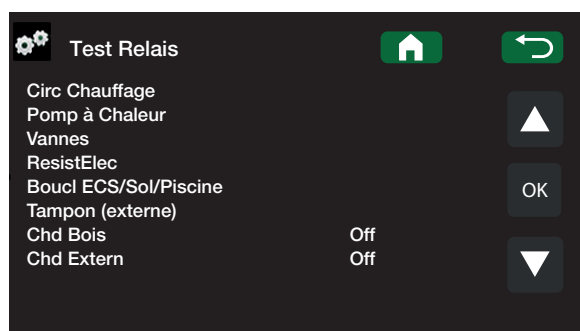 Test Relais
Circ Chauffage
Pomp à Chaleur
Vannes
ResistElec
Boucl ECS/Sol/Piscine
OK
Tampon (externe)
Chd Bois Off
Chd Extern Off